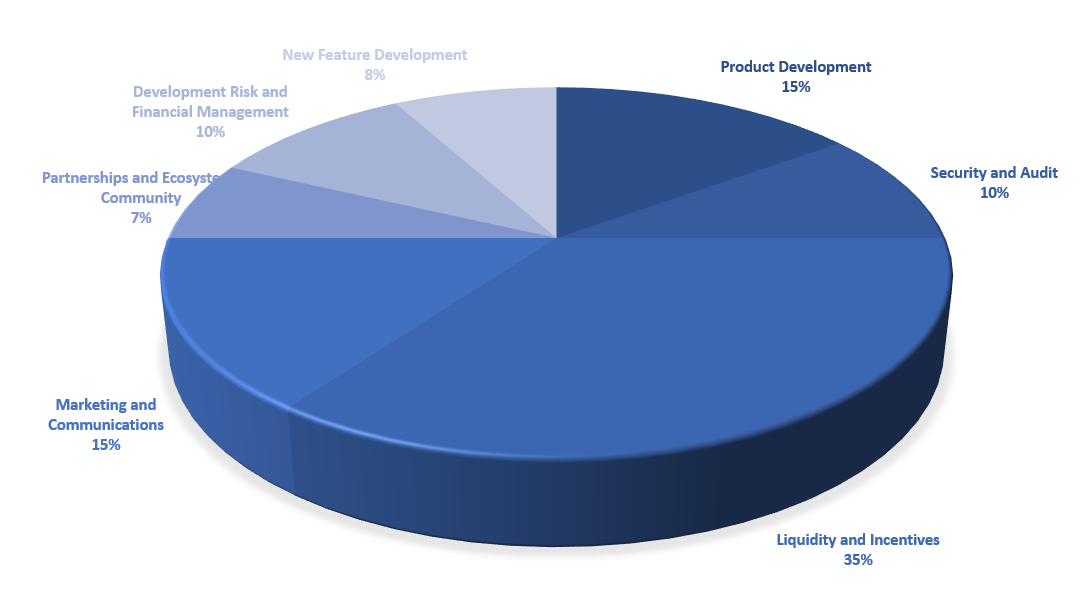 New Feature Development
8%
Product Development
15%
Development Risk and
Financial Management
10%
Security and Audit
10%
Partnerships and Ecosyste
Community
7%
Marketing and
Communications
15%
Liquidity and Incentives
35%